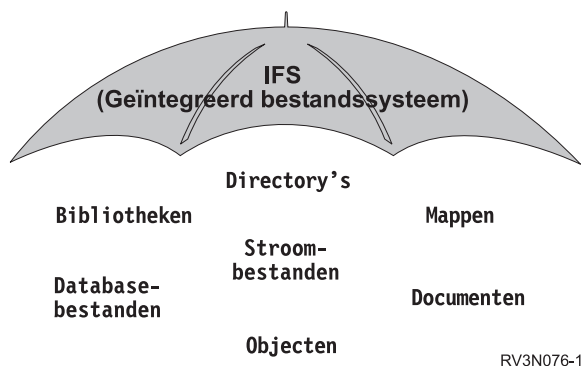 IFS
(Geïntegreerd bestandssysteem)
Directory's
Bibliotheken
Mappen
Stroom-
bestanden
Database-
bestanden
Documenten
Objecten
RV3N076-1